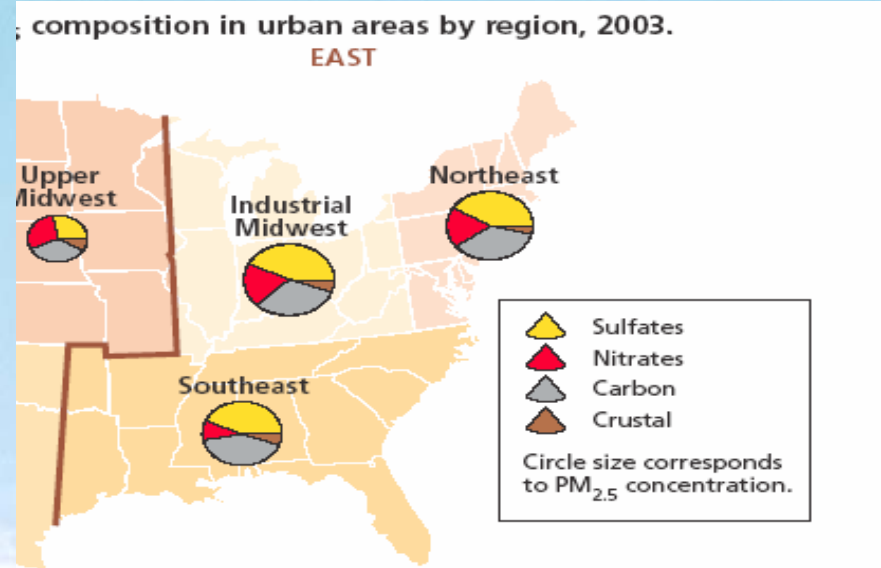 composition in urban areas by region, 2003.
EAST
Upper
Midwest
Industrial
Midwest
Northeast
Southeast
Sulfates
Nitrates
Carbon
Crustal
Circle size corresponds
to PM2.5 concentration.